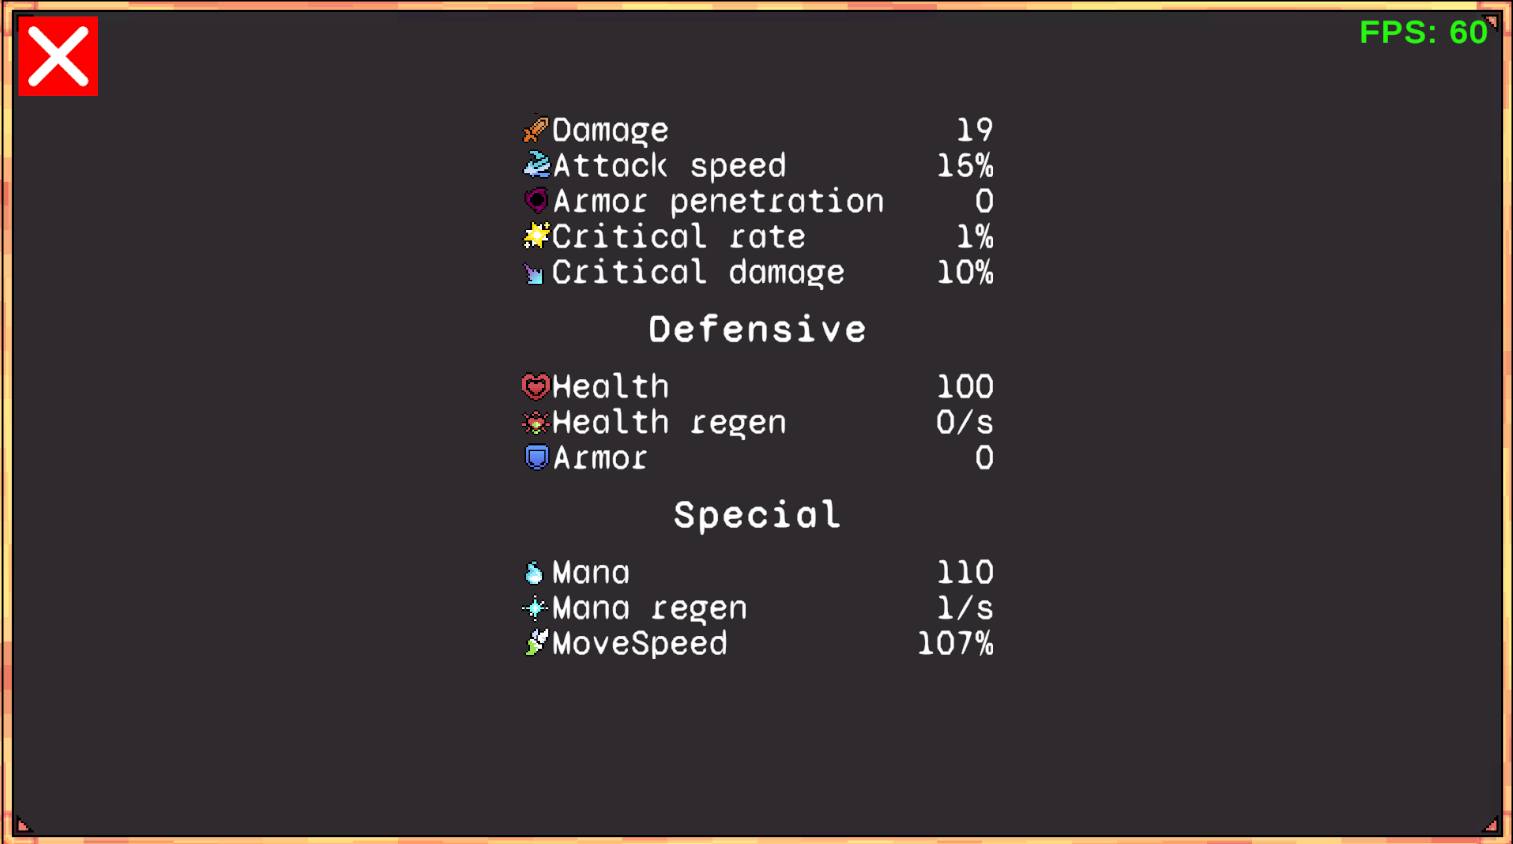 FPS: 60
Damage 19
Attack speed 15%
Armor penetration 0
Critical rate 1%
Critical damage 10%
Defensive
Health 100
Health regen 0/s
Armor 0
Special
Mana 110
Mana regen 1/s
MoveSpeed 107%